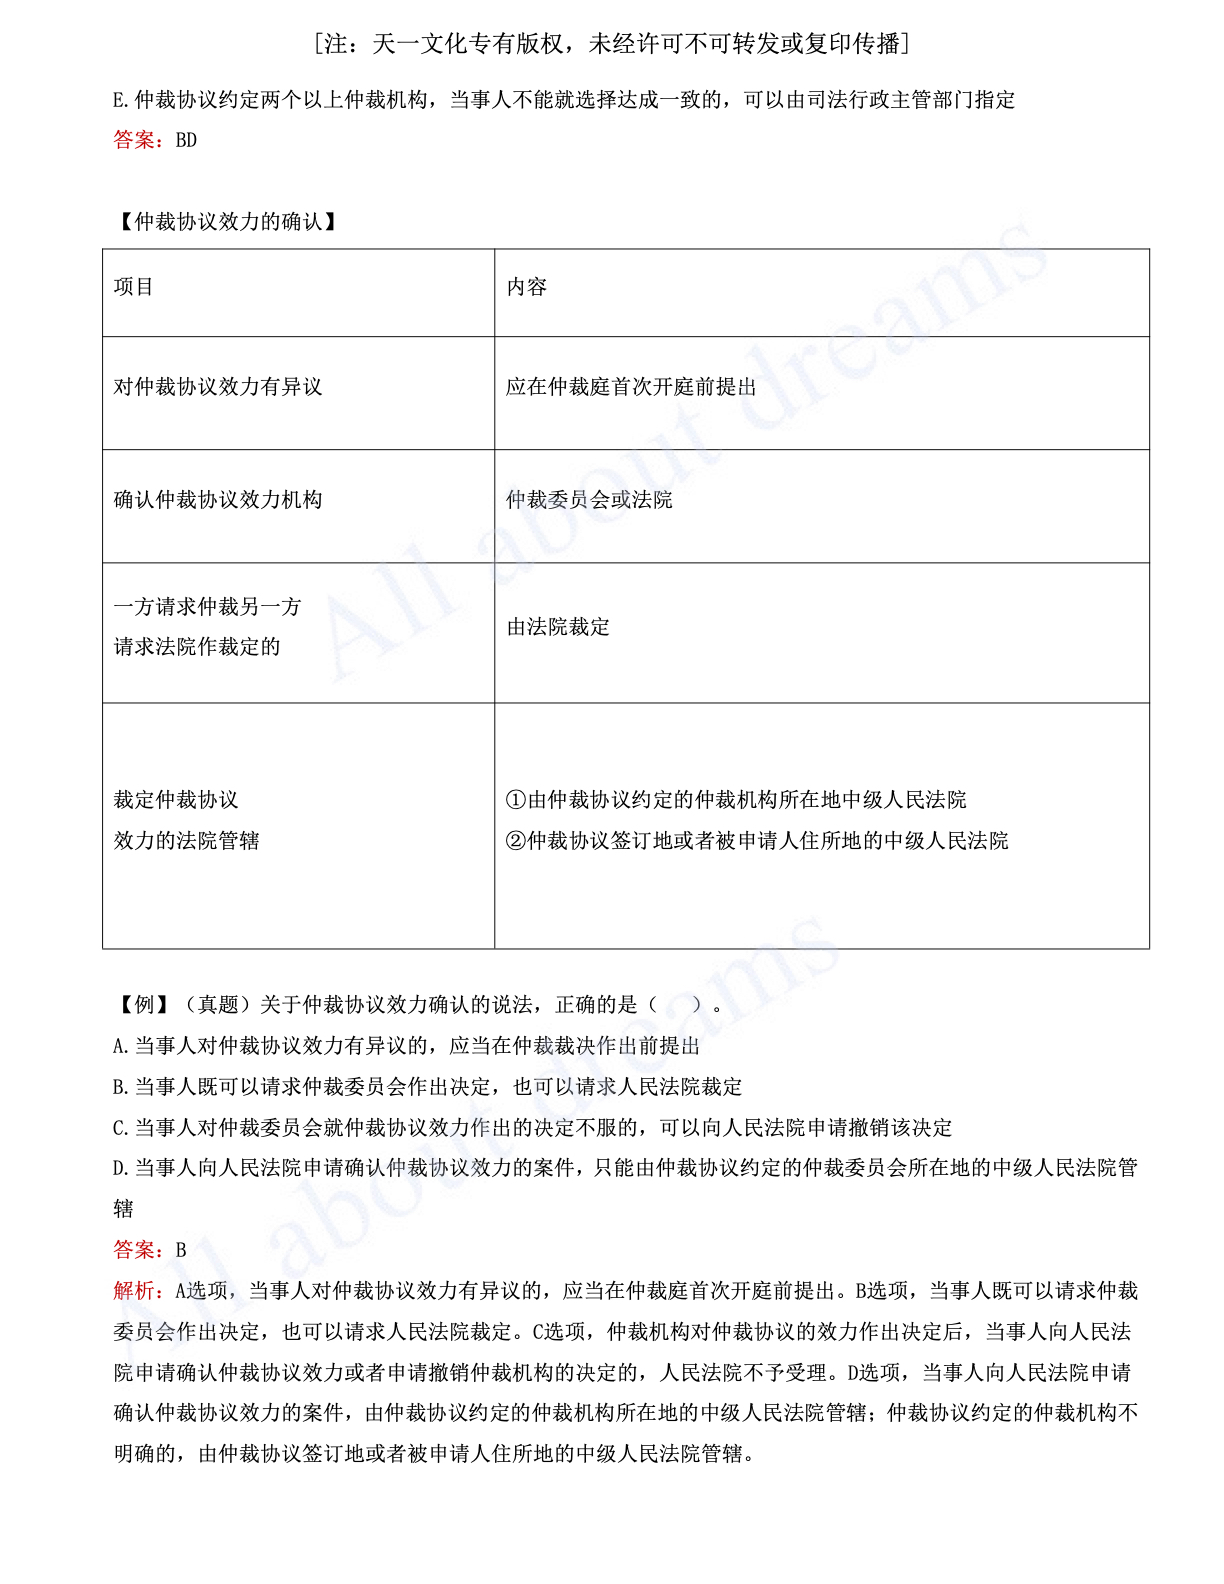 [注：天一文化专有版权，未经许可不可转发或复印传播]
E.仲裁协议约定两个以上仲裁机构，当事人不能就选择达成一致的，可以由司法行政主管部门指定
答案：BD
【仲裁协议效力的确认】
项目
内容
对仲裁协议效力有异议
应在仲裁庭首次开庭前提出
确认仲裁协议效力机构
仲裁委员会或法院
一方请求仲裁另一方
请求法院作裁定的
由法院裁定
裁定仲裁协议
效力的法院管辖
①由仲裁协议约定的仲裁机构所在地中级人民法院
②仲裁协议签订地或者被申请人住所地的中级人民法院
【例】（真题）关于仲裁协议效力确认的说法，正确的是（　　）。
A.当事人对仲裁协议效力有异议的，应当在仲裁裁决作出前提出
B.当事人既可以请求仲裁委员会作出决定，也可以请求人民法院裁定
C.当事人对仲裁委员会就仲裁协议效力作出的决定不服的，可以向人民法院申请撤销该决定
D.当事人向人民法院申请确认仲裁协议效力的案件，只能由仲裁协议约定的仲裁委员会所在地的中级人民法院管
辖
答案：B
解析：A选项，当事人对仲裁协议效力有异议的，应当在仲裁庭首次开庭前提出。B选项，当事人既可以请求仲裁
委员会作出决定，也可以请求人民法院裁定。C选项，仲裁机构对仲裁协议的效力作出决定后，当事人向人民法
院申请确认仲裁协议效力或者申请撤销仲裁机构的决定的，人民法院不予受理。D选项，当事人向人民法院申请
确认仲裁协议效力的案件，由仲裁协议约定的仲裁机构所在地的中级人民法院管辖；仲裁协议约定的仲裁机构不
明确的，由仲裁协议签订地或者被申请人住所地的中级人民法院管辖。
All about dreams
All about dreams